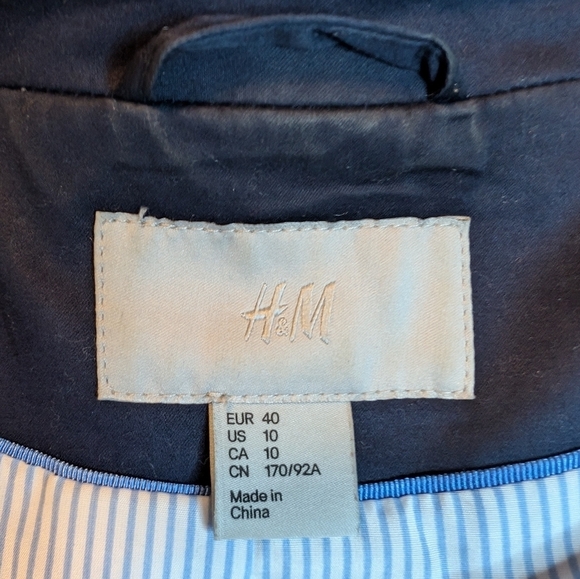 H&M
EUR 40
US 10
CA 10
CN 170/92A
Made in
China